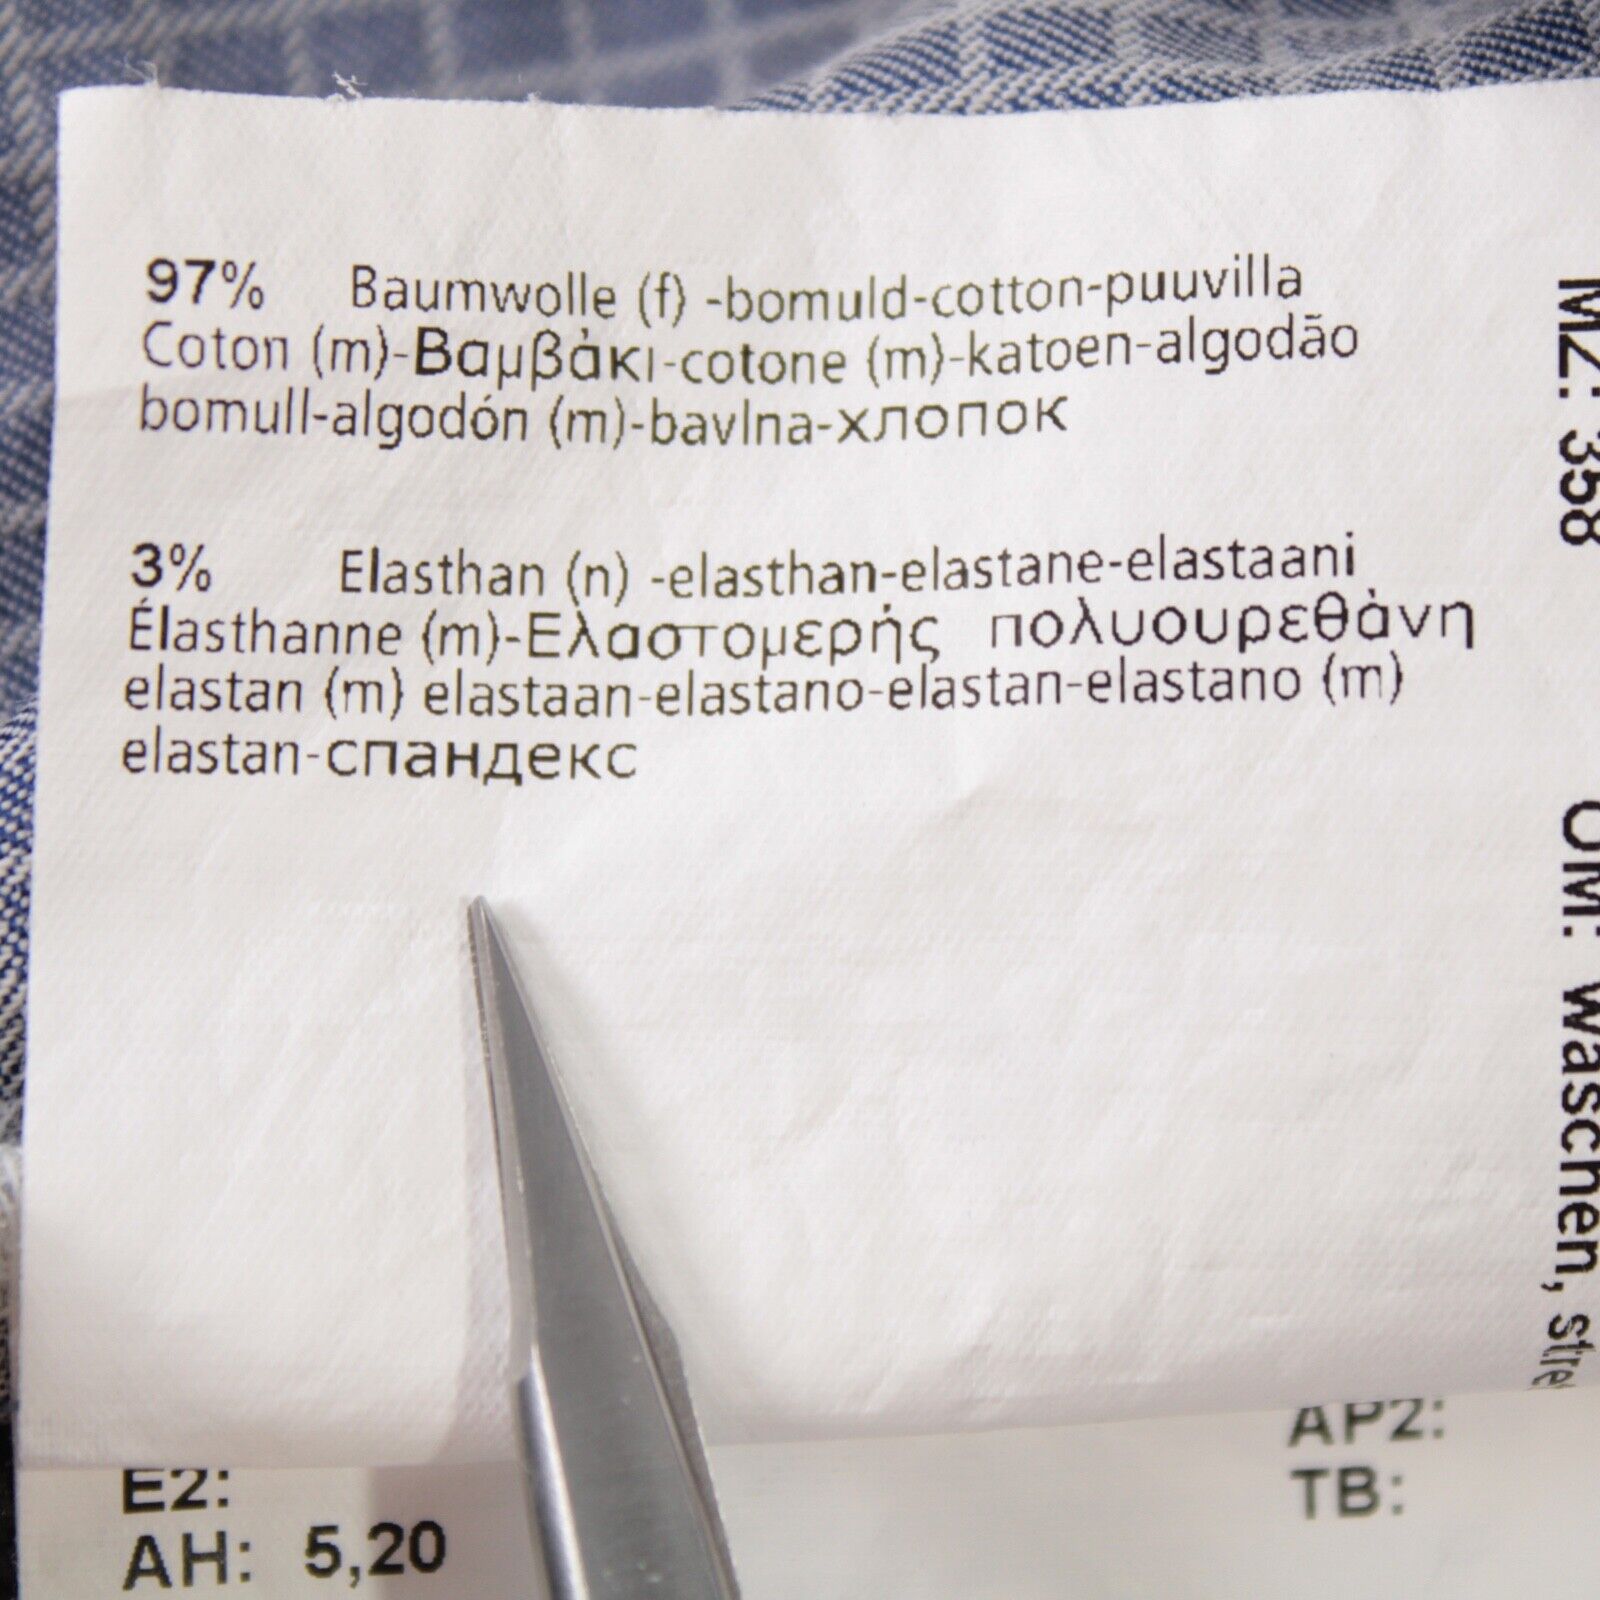 97% Baumwolle (f) -bomuld-cotton-puuvilla
Coton (m)-Βαμβάκι-cotone (m)-katoen-algodão
bomull-algodón (m)-bavlna-хлопок
3% Elasthan (n) -elasthan-elastane-elastaani
Élasthanne (m)-Ελαστομερής πολυουρεθάνη
elastan (m) elastaan-elastano-elastan-elastano (m)
elastan-спандекс
MZ: 358
OM: waschen,
E2:
AH: 5,20
AP2:
TB: